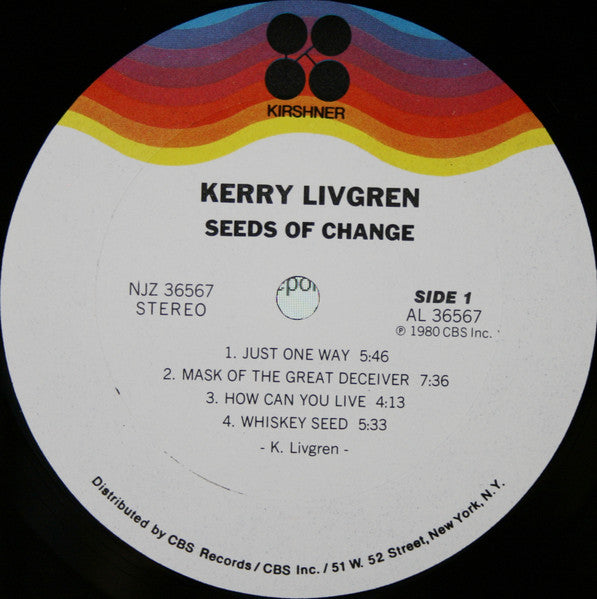 KIRSHNER
KERRY LIVGREN
SEEDS OF CHANGE
NJZ 36567
STEREO
SIDE 1
AL 36567
℗ 1980 CBS Inc.
1. JUST ONE WAY 5:46
2. MASK OF THE GREAT DECEIVER 7:36
3. HOW CAN YOU LIVE 4:13
4. WHISKEY SEED 5:33
- K. Livgren -
Distributed by CBS Records / CBS Inc. / 51 W. 52 Street, New York, N.Y.